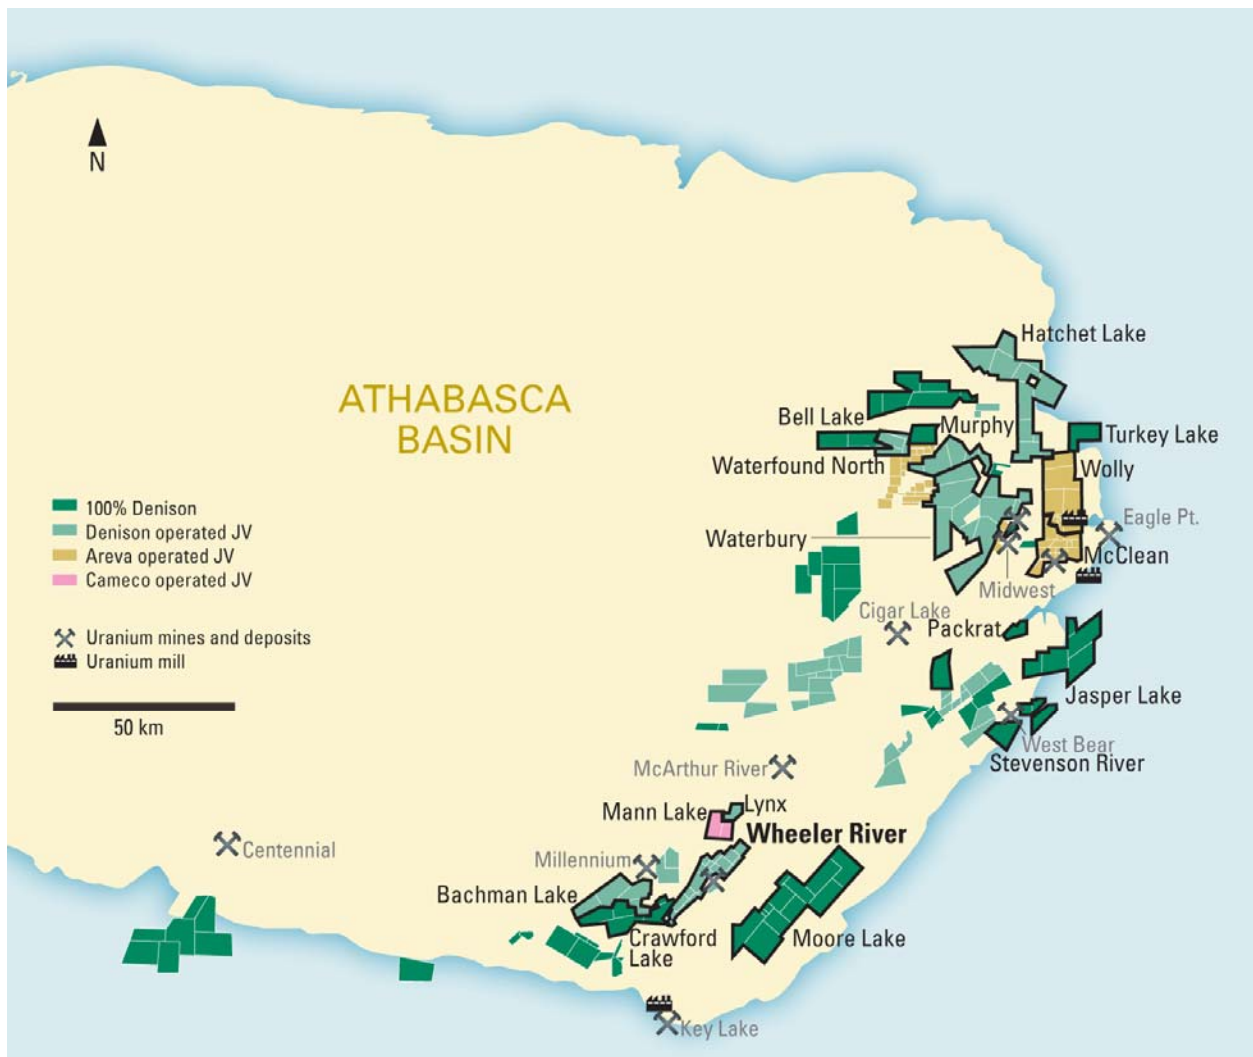 N
Hatchet Lake
ATHABASCA
BASIN
Bell Lake
Murphy
Turkey Lake
Waterfound North
Wolly
100% Denison
Denison operated JV
Areva operated JV
Cameco operated JV
Eagle Pt.
Waterbury
McClean
Midwest
Cigar Lake
Packrat
Uranium mines and deposits
Uranium mill
50 km
Jasper Lake
West Bear
Stevenson River
McArthur River
Mann Lake
Lynx
Wheeler River
Centennial
Millennium
Bachman Lake
Crawford
Lake
Moore Lake
Key Lake